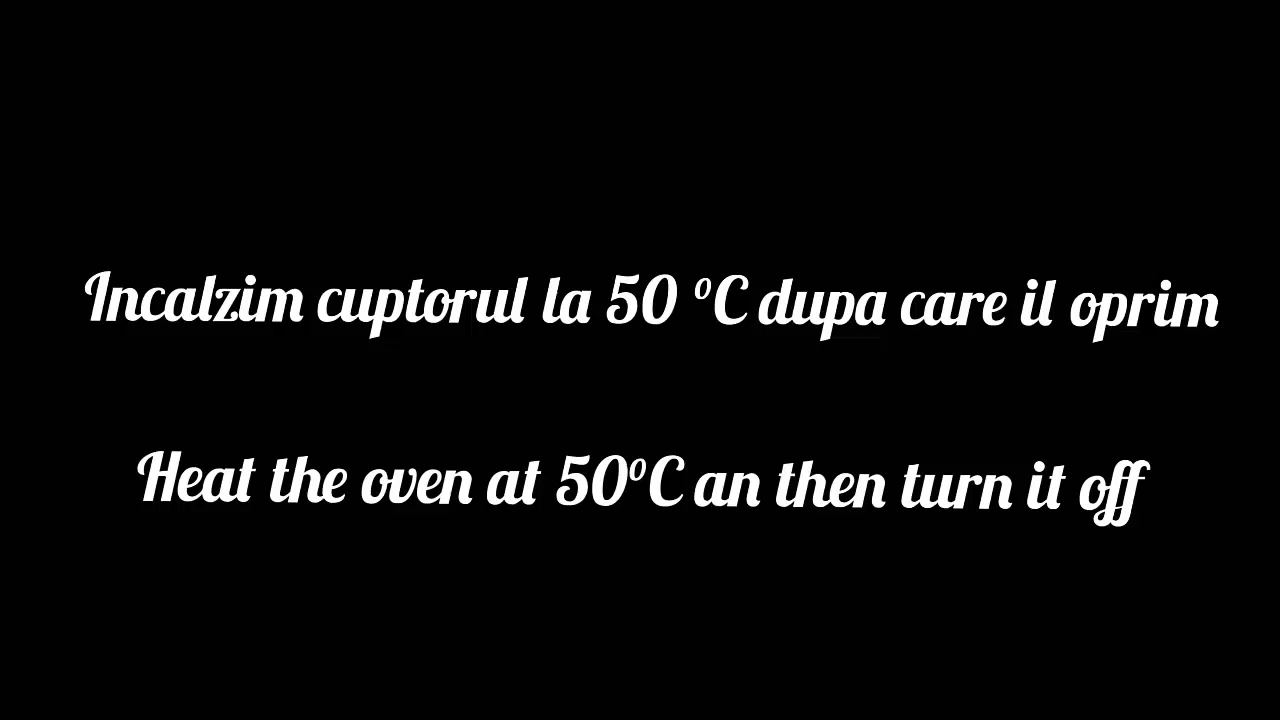 Incalzim cuptorul la 50 ºC dupa care il oprim
Heat the oven at 50ºC an then turn it off